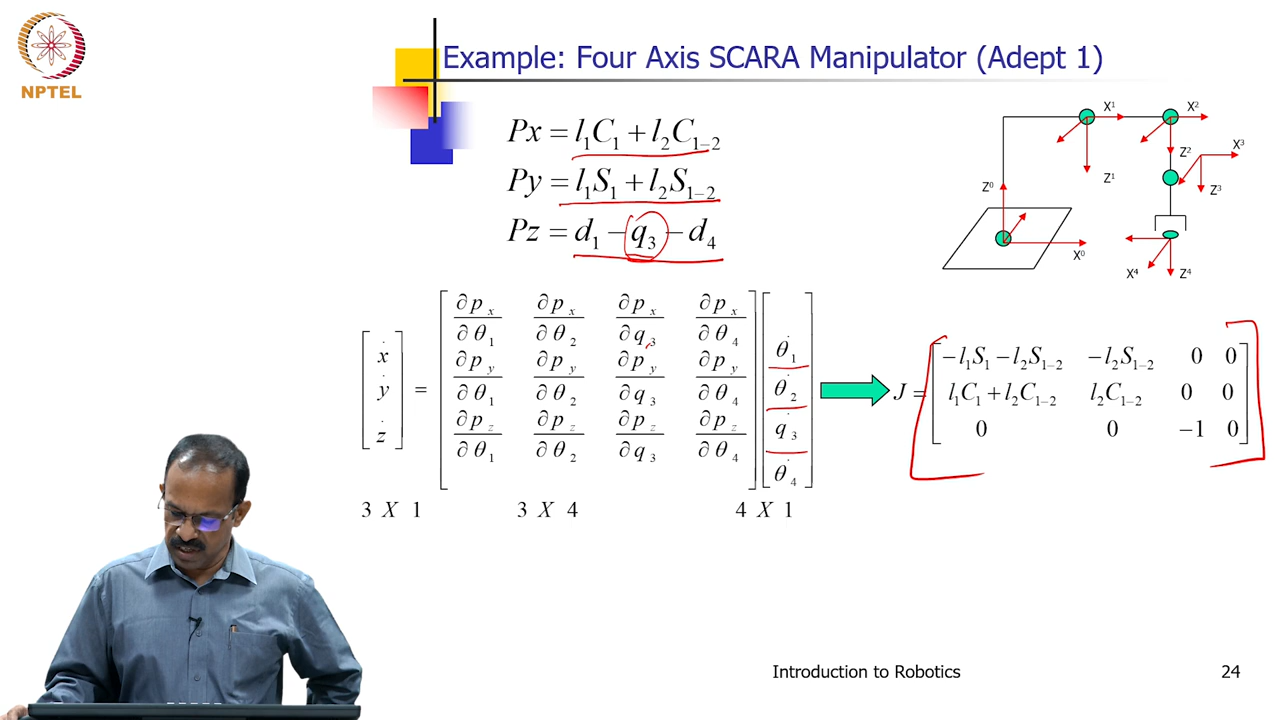 NPTEL
Example: Four Axis SCARA Manipulator (Adept 1)
Px = l₁C₁ + l₂C₁₋₂
Py = l₁S₁ + l₂S₁₋₂
Pz = d₁ − q₃ − d₄
X¹ X²
Z²
X³
Z¹
Z⁰
Z³
X⁰
X⁴ Z⁴
∂pₓ/∂θ₁ ∂pₓ/∂θ₂ ∂pₓ/∂q₃ ∂pₓ/∂θ₄
ẋ
ẏ
ż
=
∂p_y/∂θ₁ ∂p_y/∂θ₂ ∂p_y/∂q₃ ∂p_y/∂θ₄
∂p_z/∂θ₁ ∂p_z/∂θ₂ ∂p_z/∂q₃ ∂p_z/∂θ₄
θ̇₁
θ̇₂
q̇₃
θ̇₄
J =
−l₁S₁ − l₂S₁₋₂ −l₂S₁₋₂ 0 0
l₁C₁ + l₂C₁₋₂ l₂C₁₋₂ 0 0
0 0 −1 0
3 X 1 3 X 4 4 X 1
Introduction to Robotics 24